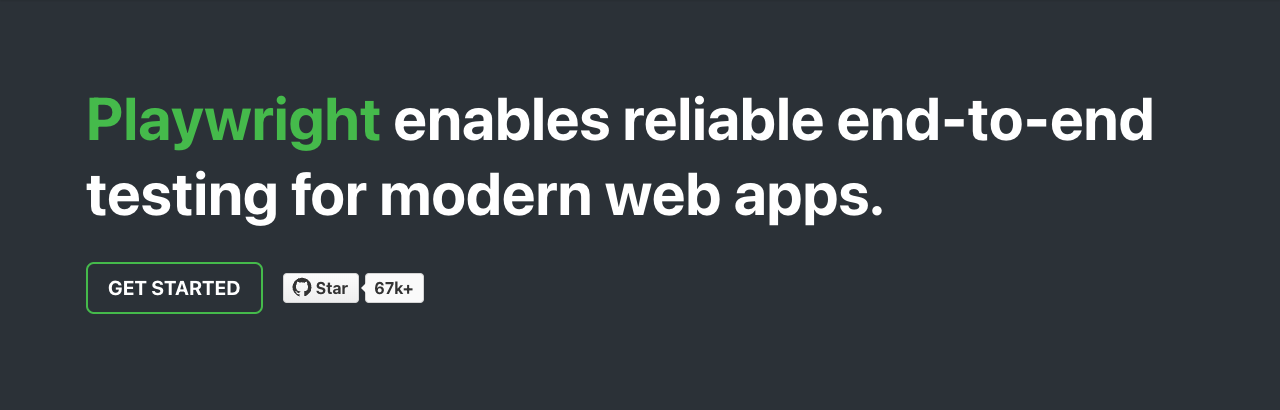 Playwright enables reliable end-to-end
testing for modern web apps.
GET STARTED
Star
67k+